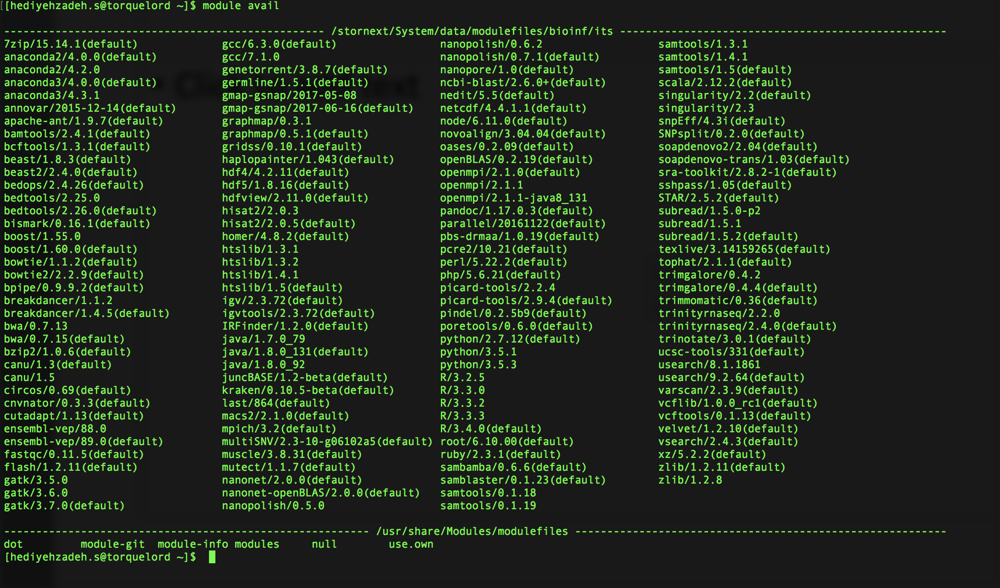 [[hediyehzadeh.s@torquelord ~]$ module avail
-------------------------------------------------- /stornext/System/data/modulefiles/bioinf/its ---------------------------------------------------
7zip/15.14.1(default) gcc/6.3.0(default) nanopolish/0.6.2 samtools/1.3.1
anaconda2/4.0.0(default) gcc/7.1.0 nanopolish/0.7.1(default) samtools/1.4.1
anaconda2/4.2.0 genetorrent/3.8.7(default) nanopore/1.0(default) samtools/1.5(default)
anaconda3/4.0.0(default) germline/1.5.1(default) ncbi-blast/2.6.0+(default) scala/2.12.2(default)
anaconda3/4.3.1 gmap-gsnap/2017-05-08 nedit/5.5(default) singularity/2.2(default)
annovar/2015-12-14(default) gmap-gsnap/2017-06-16(default) netcdf/4.4.1.1(default) singularity/2.3
apache-ant/1.9.7(default) graphmap/0.3.1 node/6.11.0(default) snpEff/4.3i(default)
bamtools/2.4.1(default) graphmap/0.5.1(default) novoalign/3.04.04(default) SNPsplit/0.2.0(default)
bcftools/1.3.1(default) gridss/0.10.1(default) oases/0.2.09(default) soapdenovo2/2.04(default)
beast/1.8.3(default) haplopainter/1.043(default) openBLAS/0.2.19(default) soapdenovo-trans/1.03(default)
beast2/2.4.0(default) hdf4/4.2.11(default) openmpi/2.1.0(default) sra-toolkit/2.8.2-1(default)
bedops/2.4.26(default) hdf5/1.8.16(default) openmpi/2.1.1 sshpass/1.05(default)
bedtools/2.25.0 hdfview/2.11.0(default) openmpi/2.1.1-java8_131 STAR/2.5.2(default)
bedtools/2.26.0(default) hisat2/2.0.3 pandoc/1.17.0.3(default) subread/1.5.0-p2
bismark/0.16.1(default) hisat2/2.0.5(default) parallel/20161122(default) subread/1.5.1
boost/1.55.0 homer/4.8.2(default) pbs-drmaa/1.0.19(default) subread/1.5.2(default)
boost/1.60.0(default) htslib/1.3.1 pcre2/10.21(default) texlive/3.14159265(default)
bowtie/1.1.2(default) htslib/1.3.2 perl/5.22.2(default) tophat/2.1.1(default)
bowtie2/2.2.9(default) htslib/1.4.1 php/5.6.21(default) trimgalore/0.4.2
bpipe/0.9.9.2(default) htslib/1.5(default) picard-tools/2.2.4 trimgalore/0.4.4(default)
breakdancer/1.1.2 igv/2.3.72(default) picard-tools/2.9.4(default) trimmomatic/0.36(default)
breakdancer/1.4.5(default) igvtools/2.3.72(default) pindel/0.2.5b9(default) trinityrnaseq/2.2.0
bwa/0.7.13 IRFinder/1.2.0(default) poretools/0.6.0(default) trinityrnaseq/2.4.0(default)
bwa/0.7.15(default) java/1.7.0_79 python/2.7.12(default) trinotate/3.0.1(default)
bzip2/1.0.6(default) java/1.8.0_131(default) python/3.5.1 ucsc-tools/331(default)
canu/1.3(default) java/1.8.0_92 python/3.5.3 usearch/8.1.1861
canu/1.5 juncBASE/1.2-beta(default) R/3.2.5 usearch/9.2.64(default)
circos/0.69(default) kraken/0.10.5-beta(default) R/3.3.0 varscan/2.3.9(default)
cnvnator/0.3.3(default) last/864(default) R/3.3.2 vcflib/1.0.0_rc1(default)
cutadapt/1.13(default) macs2/2.1.0(default) R/3.3.3 vcftools/0.1.13(default)
ensembl-vep/88.0 mpich/3.2(default) R/3.4.0(default) velvet/1.2.10(default)
ensembl-vep/89.0(default) multiSNV/2.3-10-g06102a5(default) root/6.10.00(default) vsearch/2.4.3(default)
fastqc/0.11.5(default) muscle/3.8.31(default) ruby/2.3.1(default) xz/5.2.2(default)
flash/1.2.11(default) mutect/1.1.7(default) sambamba/0.6.6(default) zlib/1.2.11(default)
gatk/3.5.0 nanonet/2.0.0(default) samblaster/0.1.23(default) zlib/1.2.8
gatk/3.6.0 nanonet-openBLAS/2.0.0(default) samtools/0.1.18
gatk/3.7.0(default) nanopolish/0.5.0 samtools/0.1.19
--------------------------------------------------------- /usr/share/Modules/modulefiles ----------------------------------------------------------
dot module-git module-info modules null use.own
[hediyehzadeh.s@torquelord ~]$